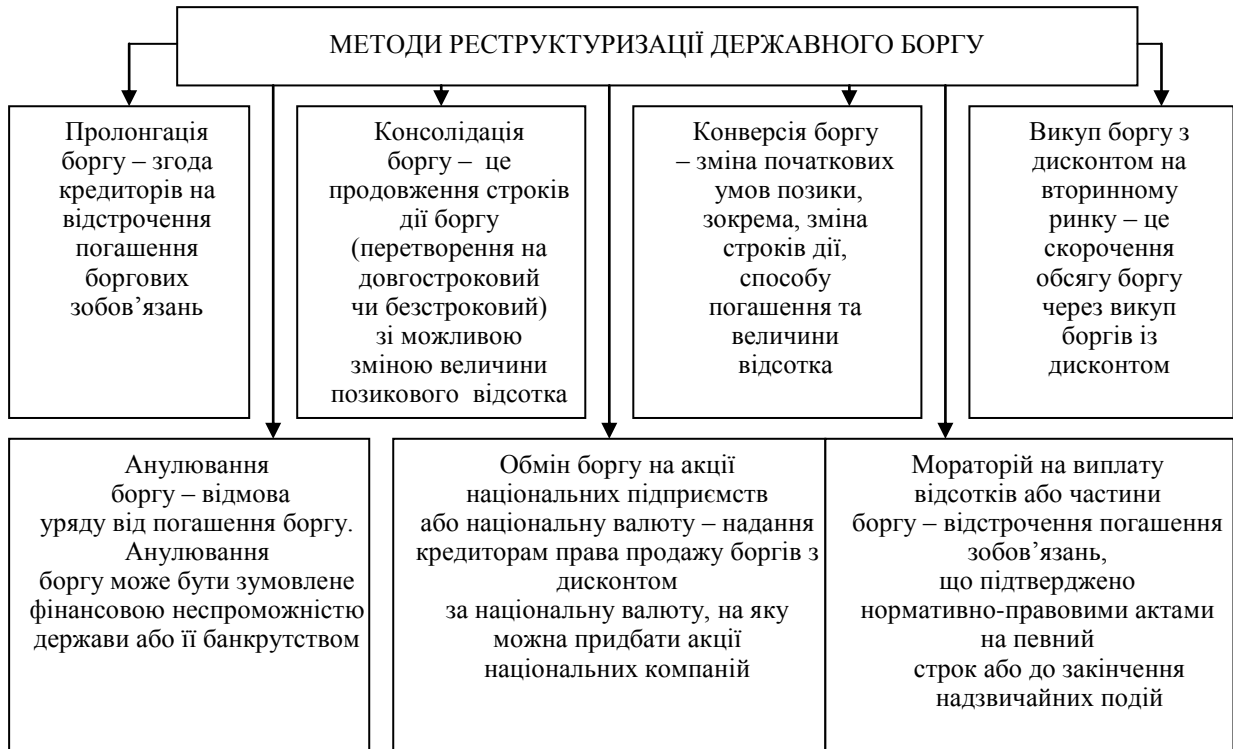 МЕТОДИ РЕСТРУКТУРИЗАЦІЇ ДЕРЖАВНОГО БОРГУ
Пролонгація
боргу – згода
кредиторів на
відстрочення
погашення
боргових
зобов’язань
Консолідація
боргу – це
продовження строків
дії боргу
(перетворення на
довгостроковий
чи безстроковий)
зі можливою
зміною величини
позикового відсотка
Конверсія боргу
– зміна початкових
умов позики,
зокрема, зміна
строків дії,
способу
погашення та
величини
відсотка
Викуп боргу з
дисконтом на
вторинному
ринку – це
скорочення
обсягу боргу
через викуп
боргів із
дисконтом
Анулювання
боргу – відмова
уряду від погашення боргу.
Анулювання
боргу може бути зумовлене
фінансовою неспроможністю
держави або її банкрутством
Обмін боргу на акції
національних підприємств
або національну валюту – надання
кредиторам права продажу боргів з
дисконтом
за національну валюту, на яку
можна придбати акції
національних компаній
Мораторій на виплату
відсотків або частини
боргу – відстрочення погашення
зобов’язань,
що підтверджено
нормативно-правовими актами
на певний
строк або до закінчення
надзвичайних подій